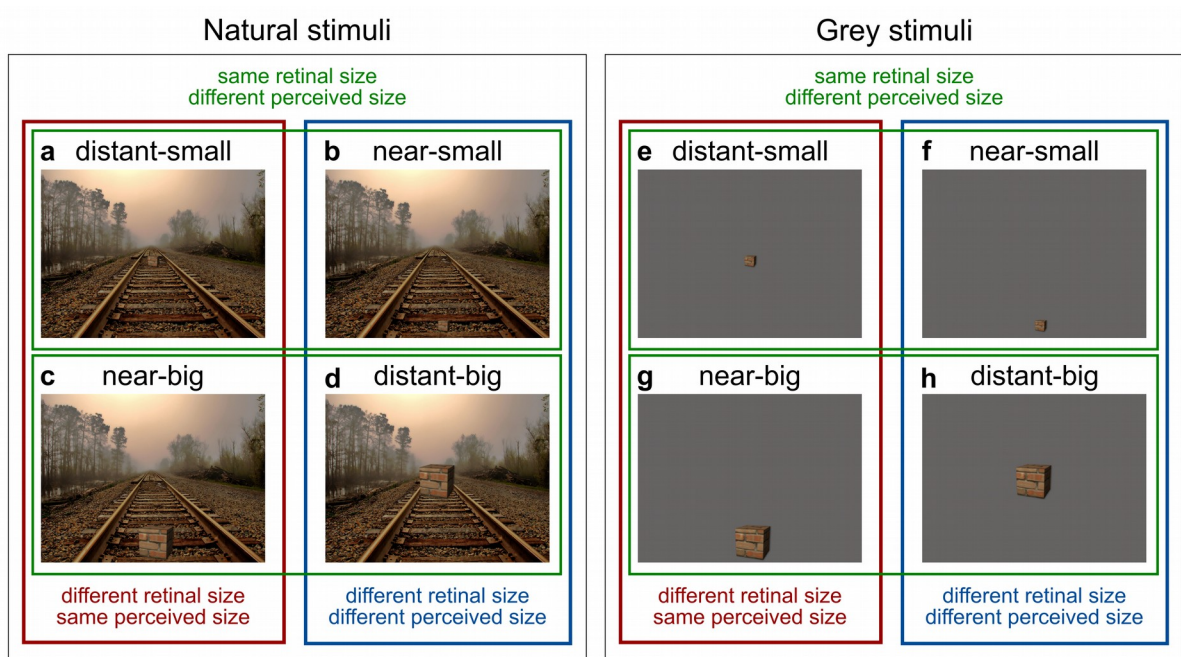 Natural stimuli
same retinal size
different perceived size
a distant-small
b near-small
c near-big
d distant-big
different retinal size
same perceived size
different retinal size
different perceived size
Grey stimuli
same retinal size
different perceived size
e distant-small
f near-small
g near-big
h distant-big
different retinal size
same perceived size
different retinal size
different perceived size